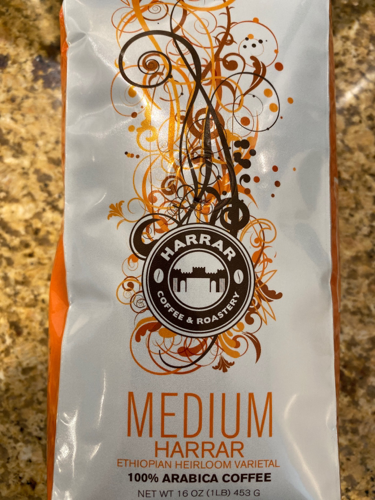 HARRAR
COFFEE & ROASTERY
MEDIUM
HARRAR
ETHIOPIAN HEIRLOOM VARIETAL
100% ARABICA COFFEE
NET WT 16 OZ (1LB) 453 G